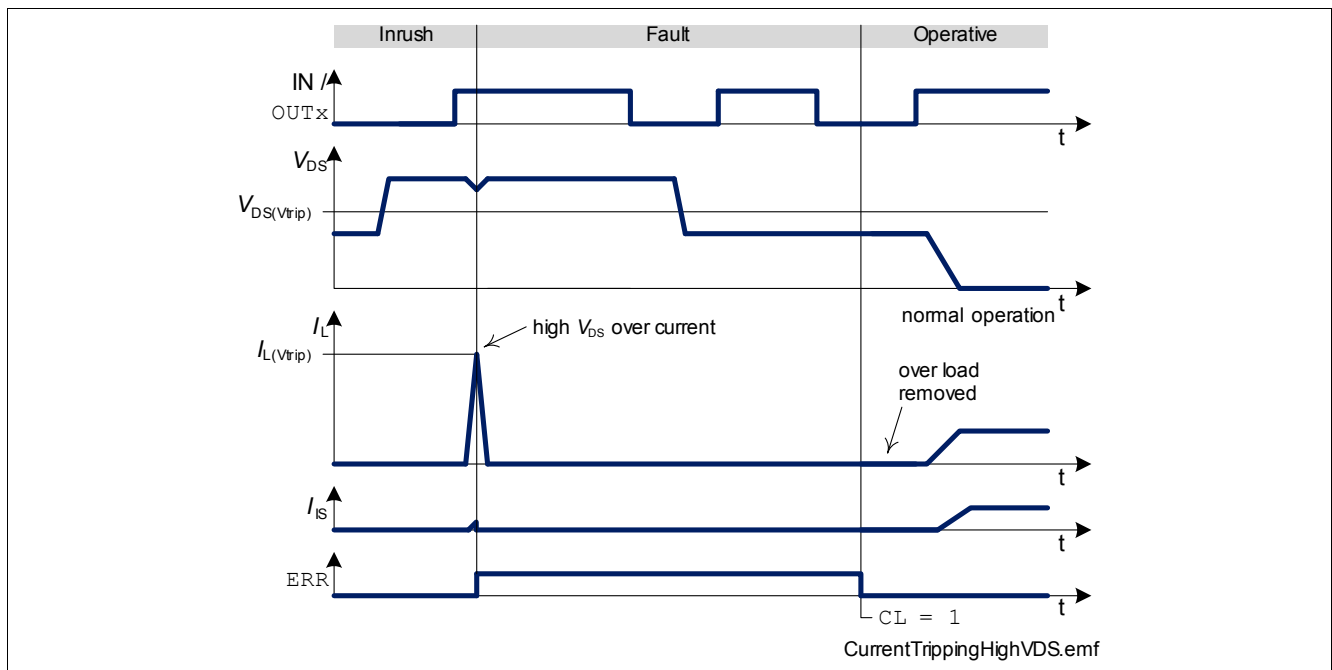 Inrush
Fault
Operative
IN /
OUTx
t
VDS
VDS(Vtrip)
t
normal operation
IL
IL(Vtrip)
high VDS over current
over load
removed
t
IIS
t
ERR
t
CL = 1
CurrentTrippingHighVDS.emf